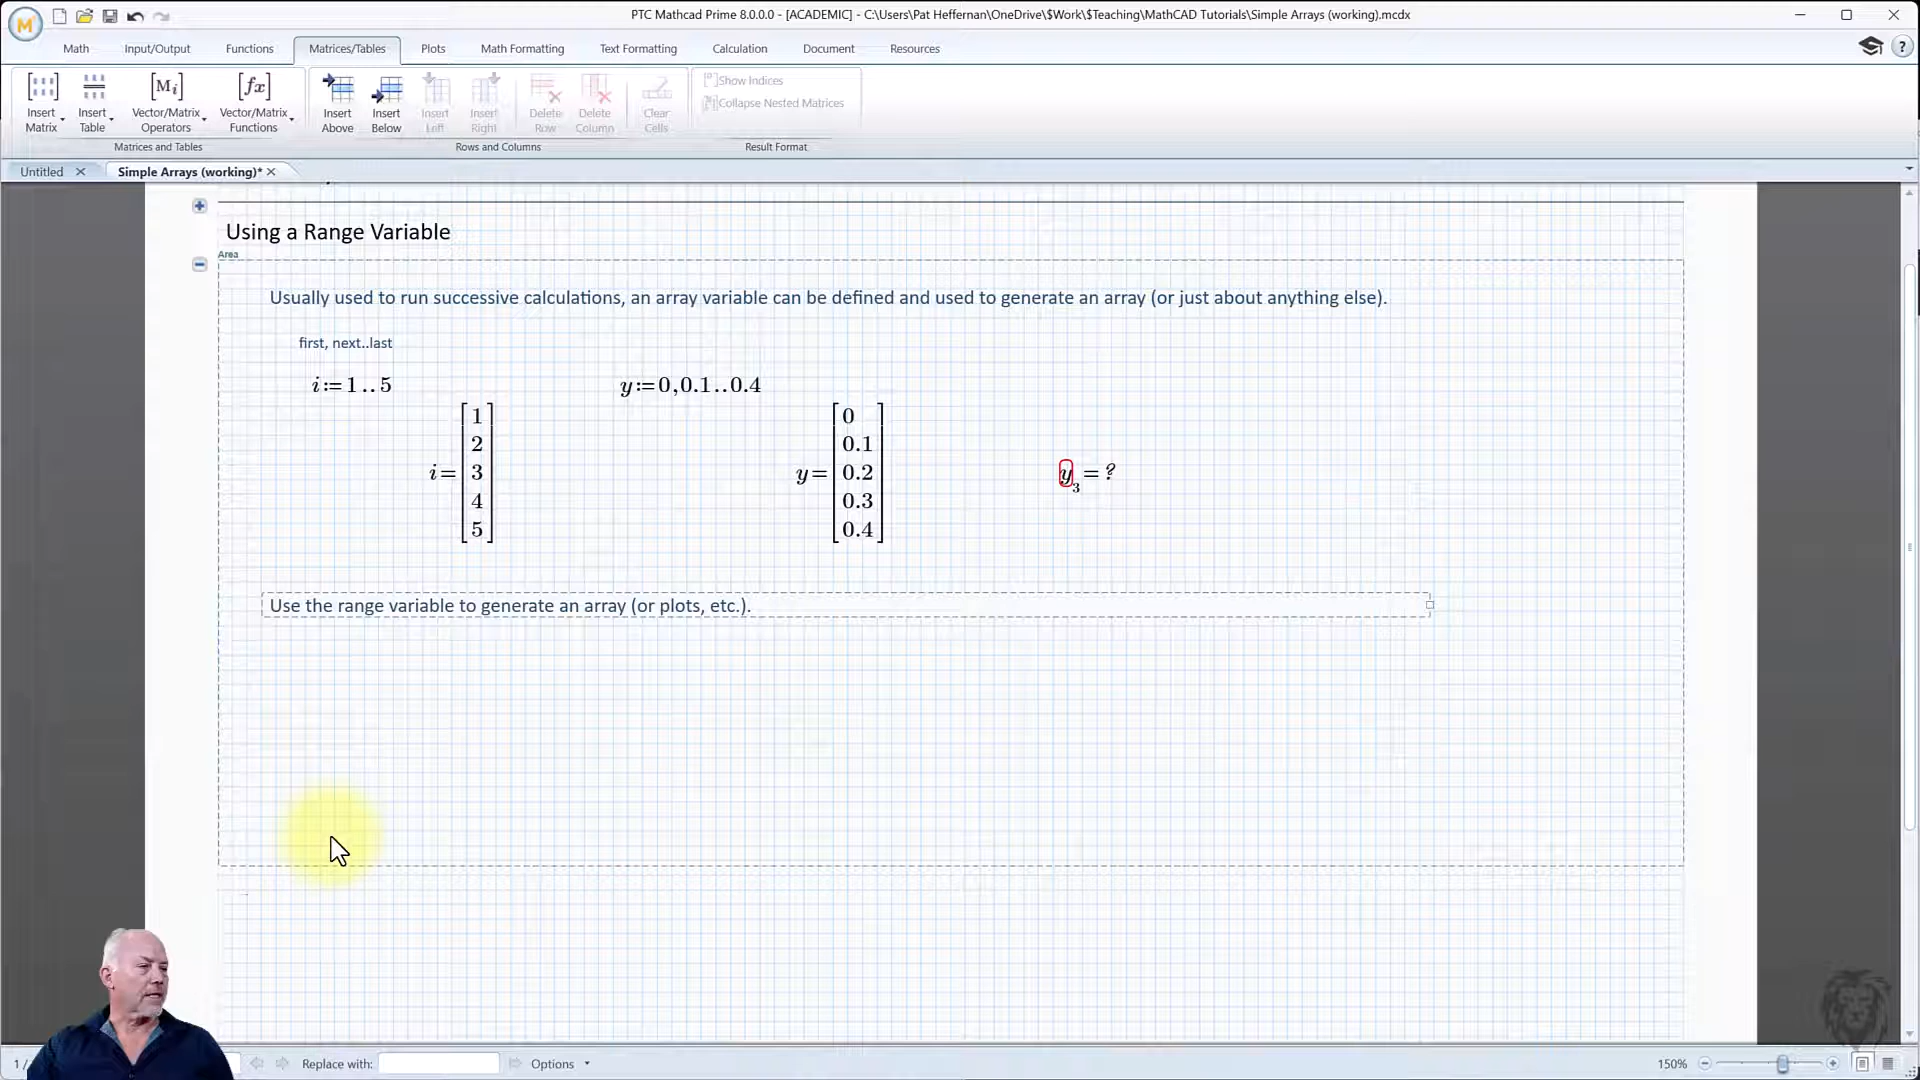 PTC Mathcad Prime 8.0.0.0 - [ACADEMIC] - C:\Users\Pat Heffernan\OneDrive\$Work\$Teaching\MathCAD Tutorials\Simple Arrays (working).mcdx
Math Input/Output Functions Matrices/Tables Plots Math Formatting Text Formatting Calculation Document Resources
Insert Matrix
Insert Table
Vector/Matrix Operators
Vector/Matrix Functions
Insert Above
Insert Below
Insert Left
Insert Right
Delete Row
Delete Column
Clear Cells
Show Indices
Collapse Nested Matrices
Matrices and Tables Rows and Columns Result Format
Untitled Simple Arrays (working)*
Using a Range Variable
Area
Usually used to run successive calculations, an array variable can be defined and used to generate an array (or just about anything else).
first, next..last
i:=1..5 y:=0,0.1..0.4
i= [1 2 3 4 5]
y= [0 0.1 0.2 0.3 0.4]
y3 = ?
Use the range variable to generate an array (or plots, etc.).
1 / Replace with: Options 150%